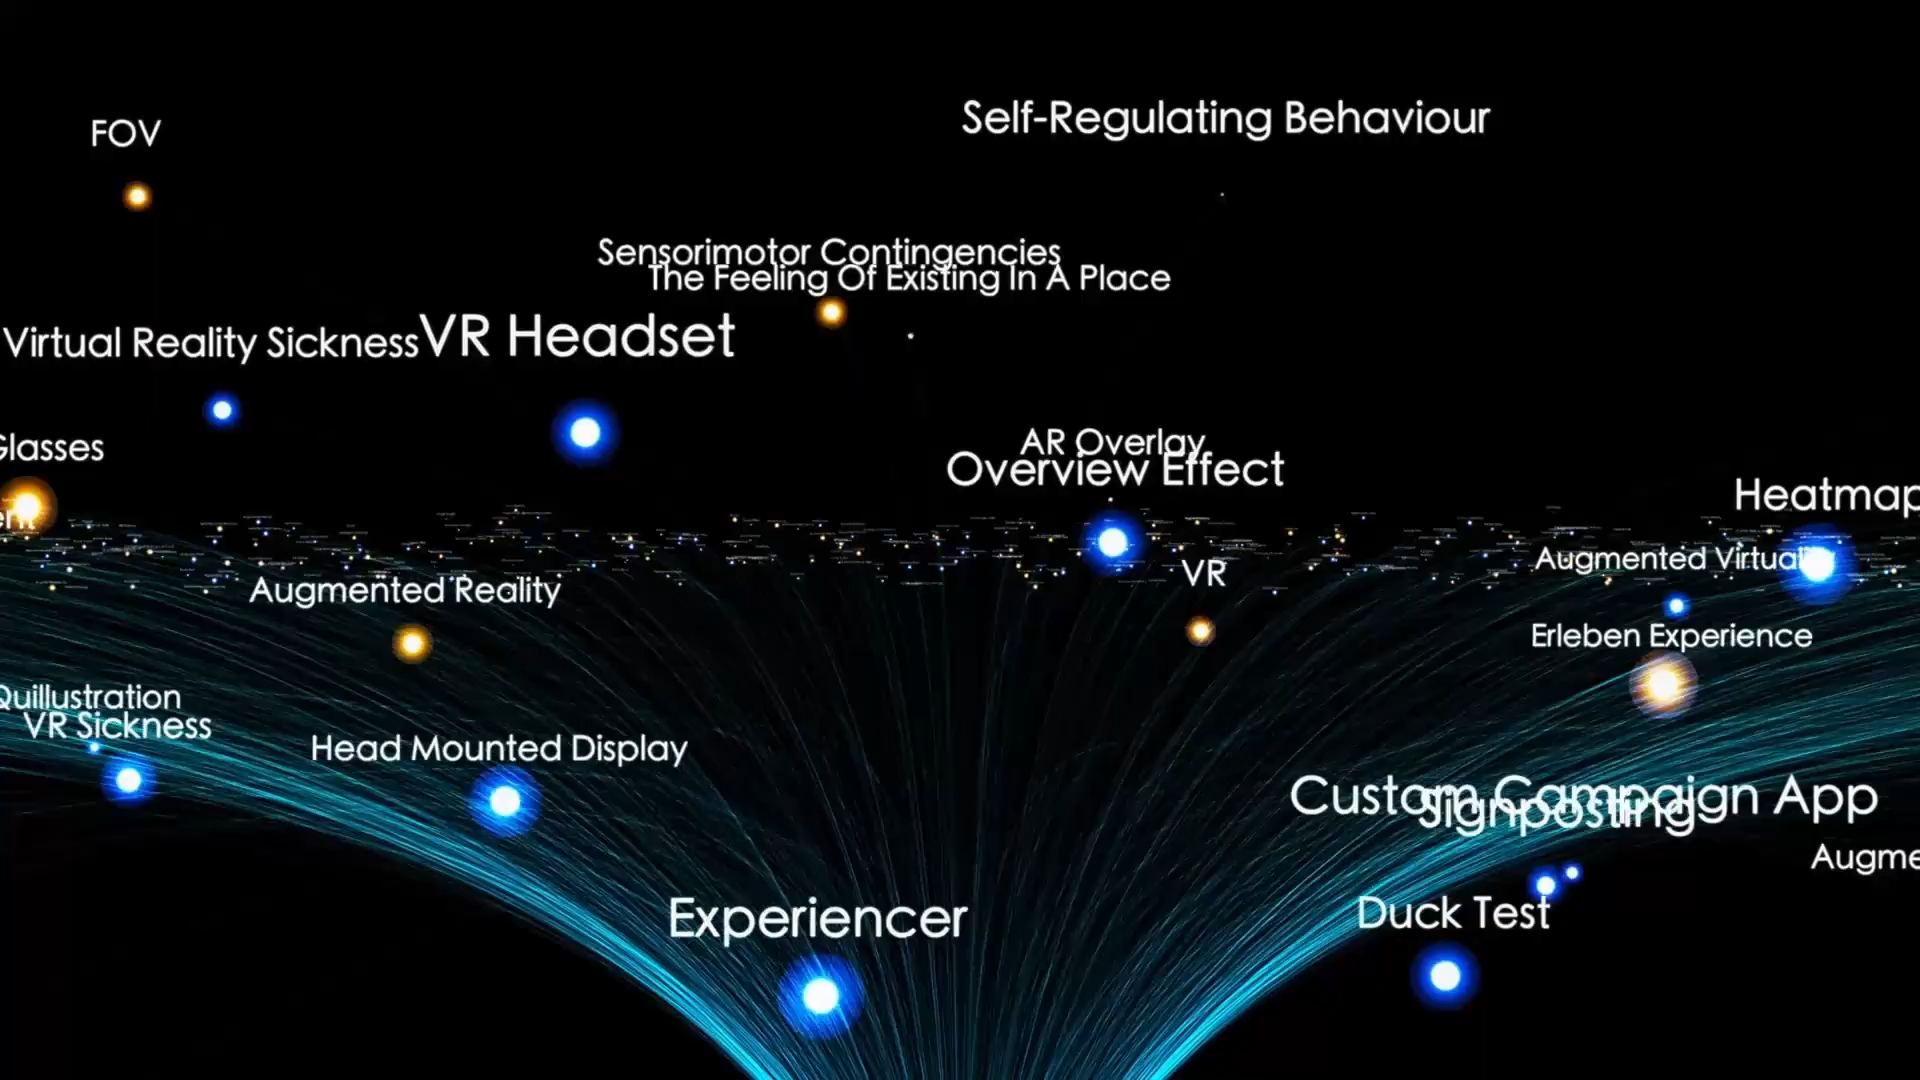 Self-Regulating Behaviour
FOV
Sensorimotor Contingencies
The Feeling Of Existing In A Place
Virtual Reality Sickness
VR Headset
AR Overlay
Glasses
Overview Effect
Heatmap
Augmented Virtuality
VR
Augmented Reality
Erleben Experience
Quillustration
VR Sickness
Head Mounted Display
Custom Campaign App
Signposting
Augme
Duck Test
Experiencer